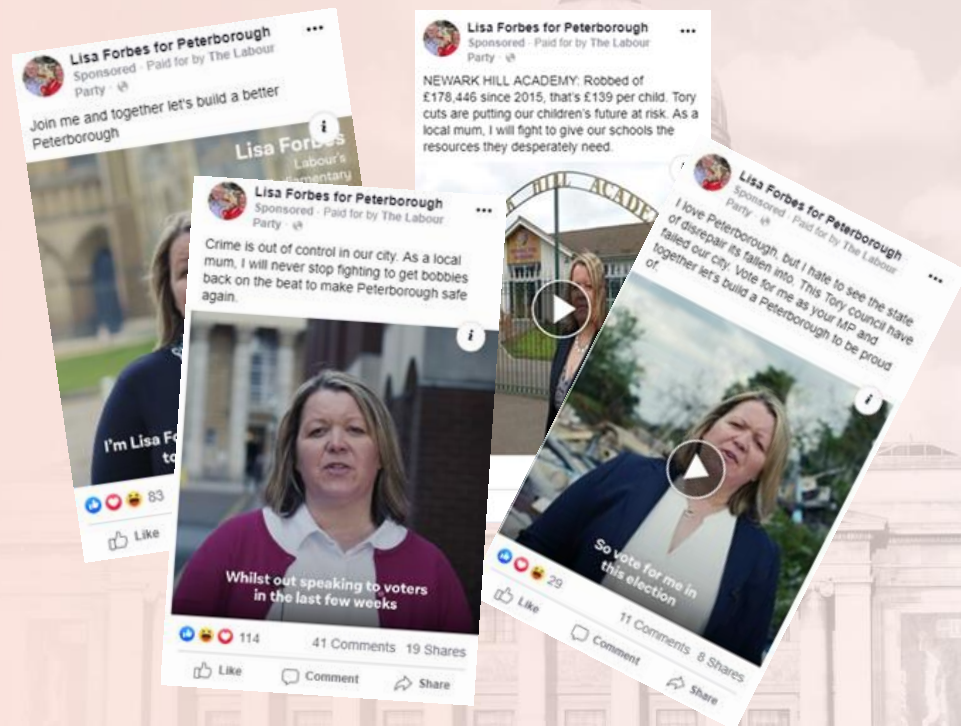 Lisa Forbes for Peterborough
Sponsored · Paid for by The Labour
Party ·
Join me and together let's build a better
Peterborough
Lisa Forbes
Labour's
I'm Lisa
83
Like
Lisa Forbes for Peterborough
Sponsored · Paid for by The Labour
Party ·
NEWARK HILL ACADEMY: Robbed of
£178,446 since 2015, that's £139 per child. Tory
cuts are putting our children's future at risk. As a
local mum, I will fight to give our schools the
resources they desperately need.
HILL ACADE
Lisa Forbes for Peterborough
Sponsored · Paid for by The Labour
Party ·
Crime is out of control in our city. As a local
mum, I will never stop fighting to get bobbies
back on the beat to make Peterborough safe
again.
i
Whilst out speaking to voters
in the last few weeks
114
41 Comments 19 Shares
Like Comment Share
Lisa Forbes for Peterborough
Sponsored · Paid for by The Labour
Party ·
I love Peterborough, but I hate to see the state
of disrepair its fallen into. This Tory council have
failed our city. Vote for me as your MP and
together let's build a Peterborough to be proud
of.
i
So vote for me in
this election
29
11 Comments 8 Shares
Like Comment Share